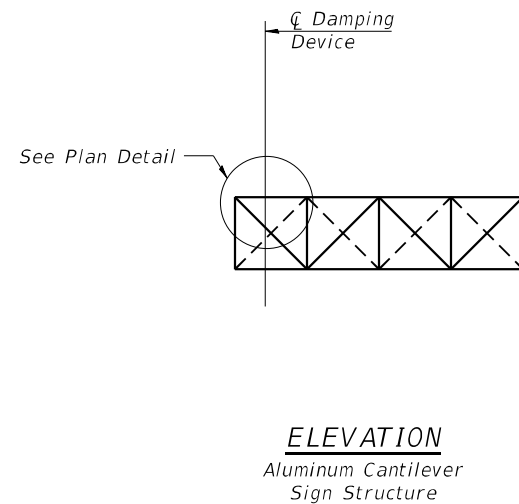 ℄ Damping
Device
See Plan Detail
ELEVATION
Aluminum Cantilever
Sign Structure